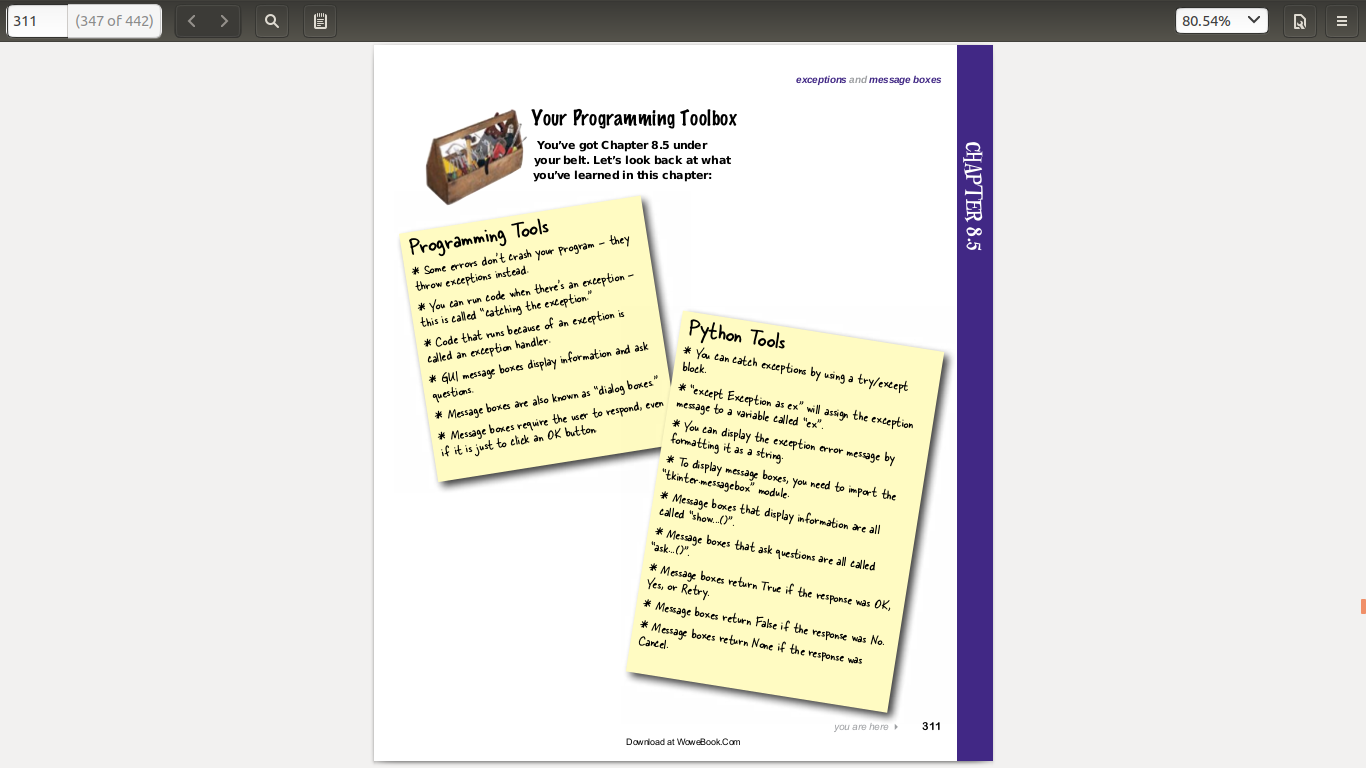 311 (347 of 442)
80.54%
exceptions and message boxes
Your Programming Toolbox
You've got Chapter 8.5 under
your belt. Let's look back at what
you've learned in this chapter:
CHAPTER 8.5
Programming Tools
* Some errors don't crash your program - they
throw exceptions instead.
* You can run code when there's an exception -
this is called "catching the exception."
* Code that runs because of an exception is
called an exception handler.
* GUI message boxes display information and ask
questions.
* Message boxes are also known as "dialog boxes."
* Message boxes require the user to respond, even
if it is just to click an OK button.
Python Tools
* You can catch exceptions by using a try/except
block.
* "except Exception as ex" will assign the exception
message to a variable called "ex".
* You can display the exception error message by
formatting it as a string.
* To display message boxes, you need to import the
"tkinter.messagebox" module.
* Message boxes that display information are all
called "show...()".
* Message boxes that ask questions are all called
"ask...()".
* Message boxes return True if the response was OK,
Yes, or Retry.
* Message boxes return False if the response was No.
* Message boxes return None if the response was
Cancel.
you are here 311
Download at WoweBook.Com